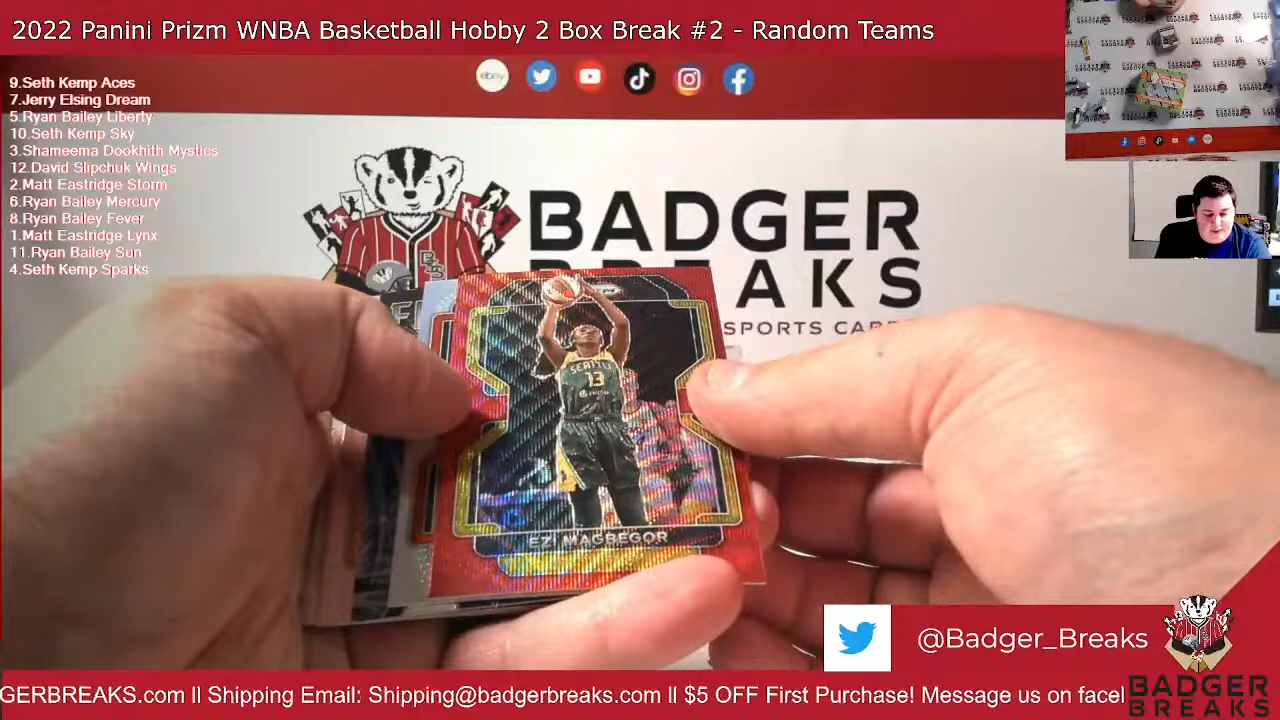 2022 Panini Prizm WNBA Basketball Hobby 2 Box Break #2 - Random Teams
9.Seth Kemp Aces
7.Jerry Elsing Dream
5.Ryan Bailey Liberty
10.Seth Kemp Sky
3.Shameema Dookhith Mystics
12.David Slipchuk Wings
2.Matt Eastridge Storm
6.Ryan Bailey Mercury
8.Ryan Bailey Fever
1.Matt Eastridge Lynx
11.Ryan Bailey Sun
4.Seth Kemp Sparks
ebay
BADGER
BREAKS
SPORTS CAR
SEATTLE
13
EZI MAGBEGOR
@Badger_Breaks
GERBREAKS.com ll Shipping Email: Shipping@badgerbreaks.com ll $5 OFF First Purchase! Message us on facel
BADGER
BREAKS